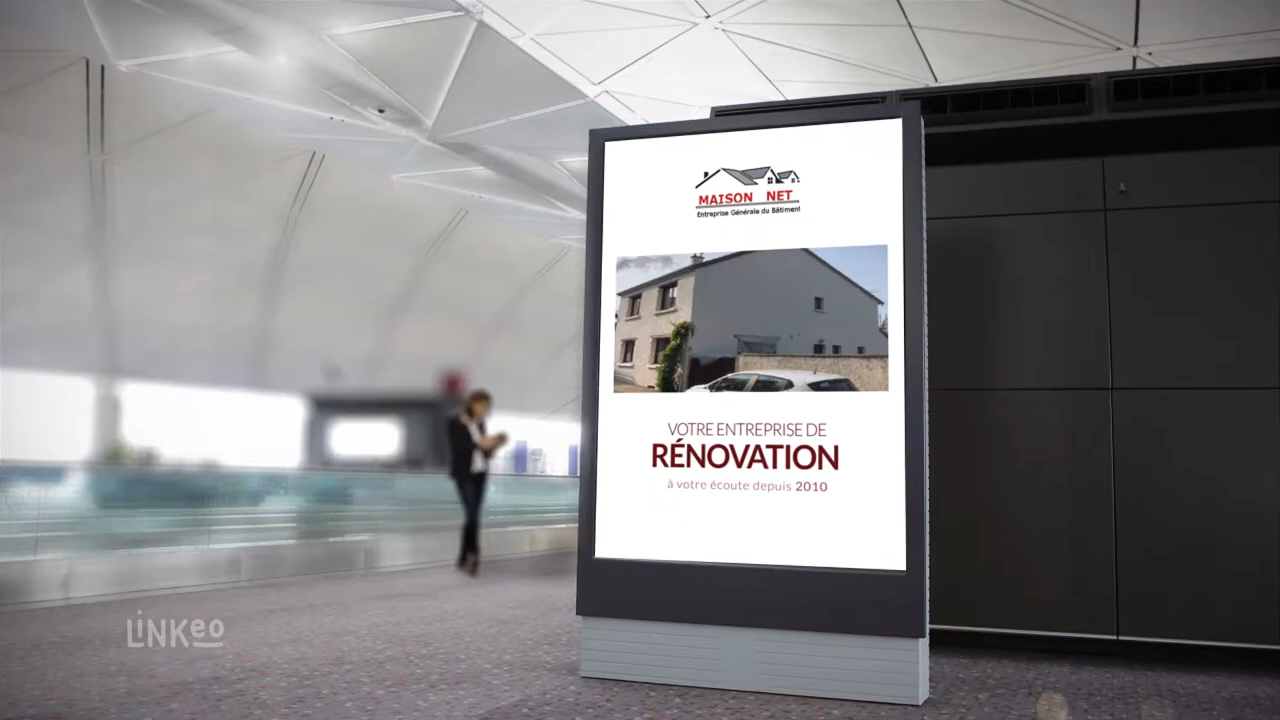 MAISON NET
Entreprise Générale du Bâtiment
VOTRE ENTREPRISE DE
RÉNOVATION
à votre écoute depuis 2010
LiNKeo